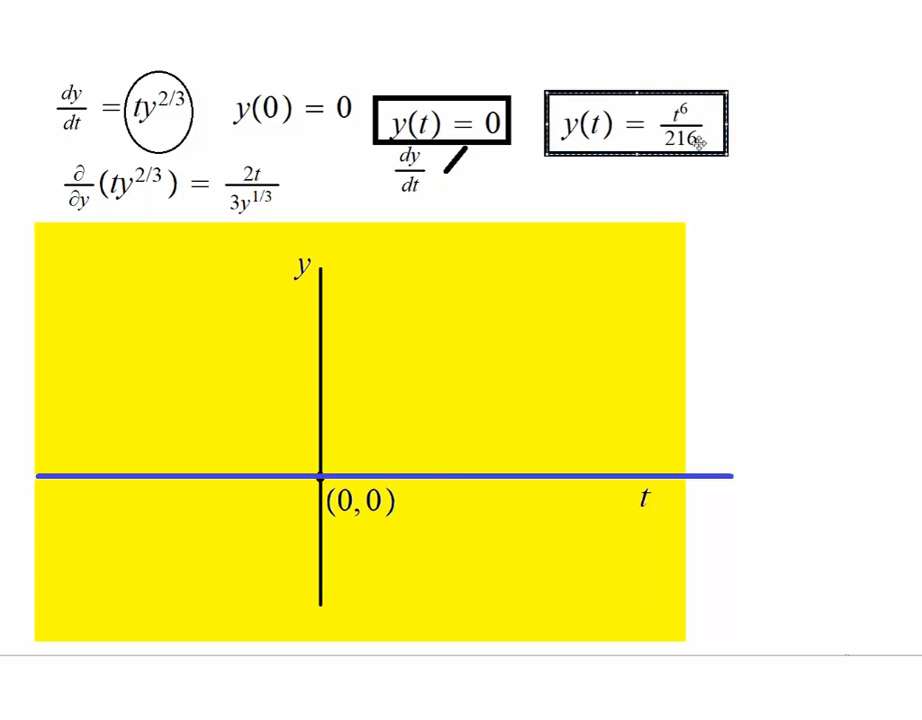 dy/dt = ty^{2/3} y(0) = 0 y(t) = 0 y(t) = t^6/216
∂/∂y (ty^{2/3}) = 2t/3y^{1/3} dy/dt
y
(0, 0) t